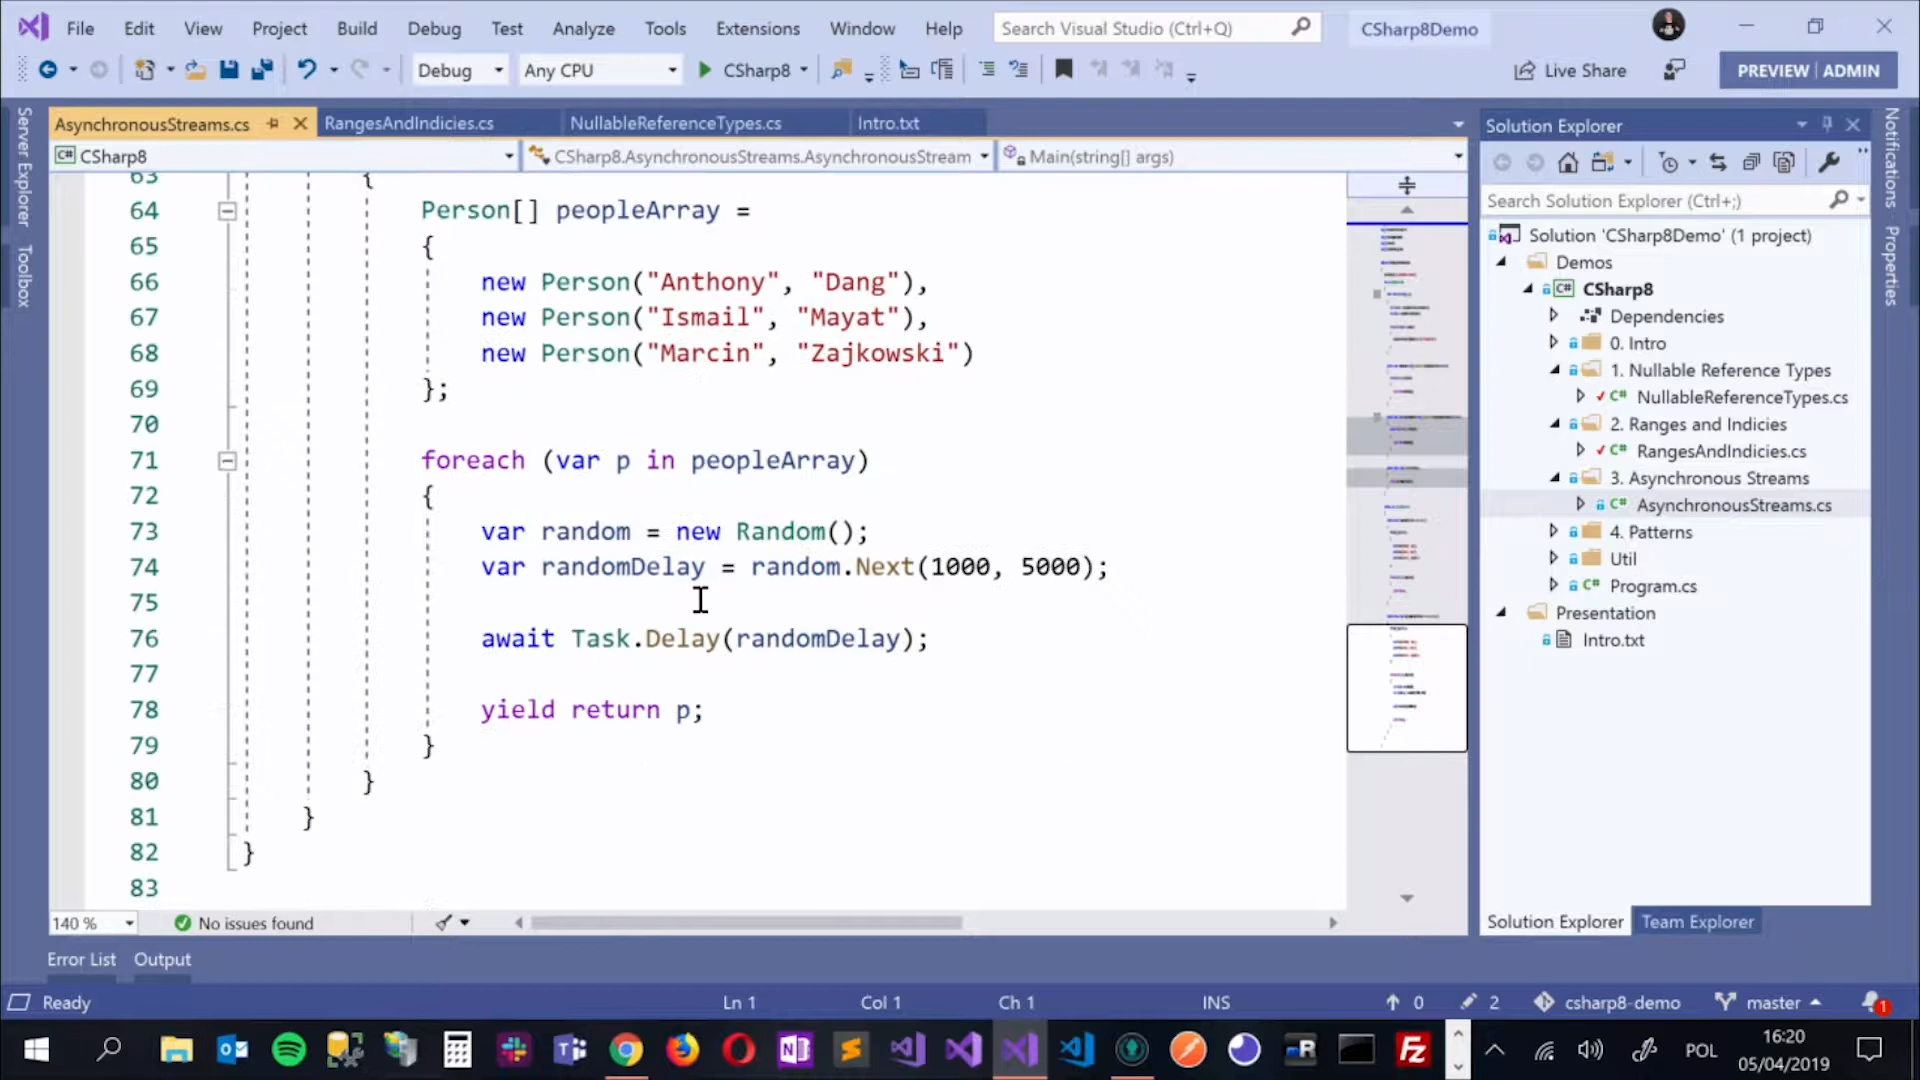 File Edit View Project Build Debug Test Analyze Tools Extensions Window Help Search Visual Studio (Ctrl+Q) CSharp8Demo
Debug Any CPU CSharp8 Live Share PREVIEW ADMIN
Server Explorer
Toolbox
AsynchronousStreams.cs RangesAndIndicies.cs NullableReferenceTypes.cs Intro.txt
C# CSharp8 CSharp8.AsynchronousStreams.AsynchronousStream Main(string[] args)
63 {
64 Person[] peopleArray =
65 {
66 new Person("Anthony", "Dang"),
67 new Person("Ismail", "Mayat"),
68 new Person("Marcin", "Zajkowski")
69 };
70
71 foreach (var p in peopleArray)
72 {
73 var random = new Random();
74 var randomDelay = random.Next(1000, 5000);
75
76 await Task.Delay(randomDelay);
77
78 yield return p;
79 }
80 }
81 }
82 }
83
140 % No issues found
Solution Explorer
Search Solution Explorer (Ctrl+;)
Solution 'CSharp8Demo' (1 project)
Demos
C# CSharp8
Dependencies
0. Intro
1. Nullable Reference Types
C# NullableReferenceTypes.cs
2. Ranges and Indicies
C# RangesAndIndicies.cs
3. Asynchronous Streams
C# AsynchronousStreams.cs
4. Patterns
Util
C# Program.cs
Presentation
Intro.txt
Solution Explorer Team Explorer
Notifications
Properties
Error List Output
Ready Ln 1 Col 1 Ch 1 INS 0 2 csharp8-demo master 1
POL
16:20
05/04/2019